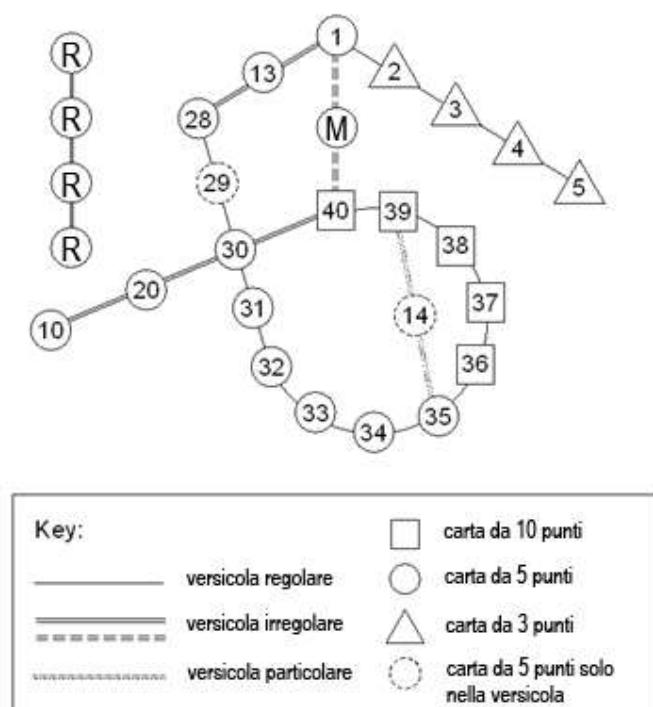 R
R
R
R
1
13
28
29
M
2
3
4
5
40
39
38
37
36
14
30
20
10
31
32
33
34
35
Key:
versicola regolare
versicola irregolare
versicola particolare
carta da 10 punti
carta da 5 punti
carta da 3 punti
carta da 5 punti solo
nella versicola